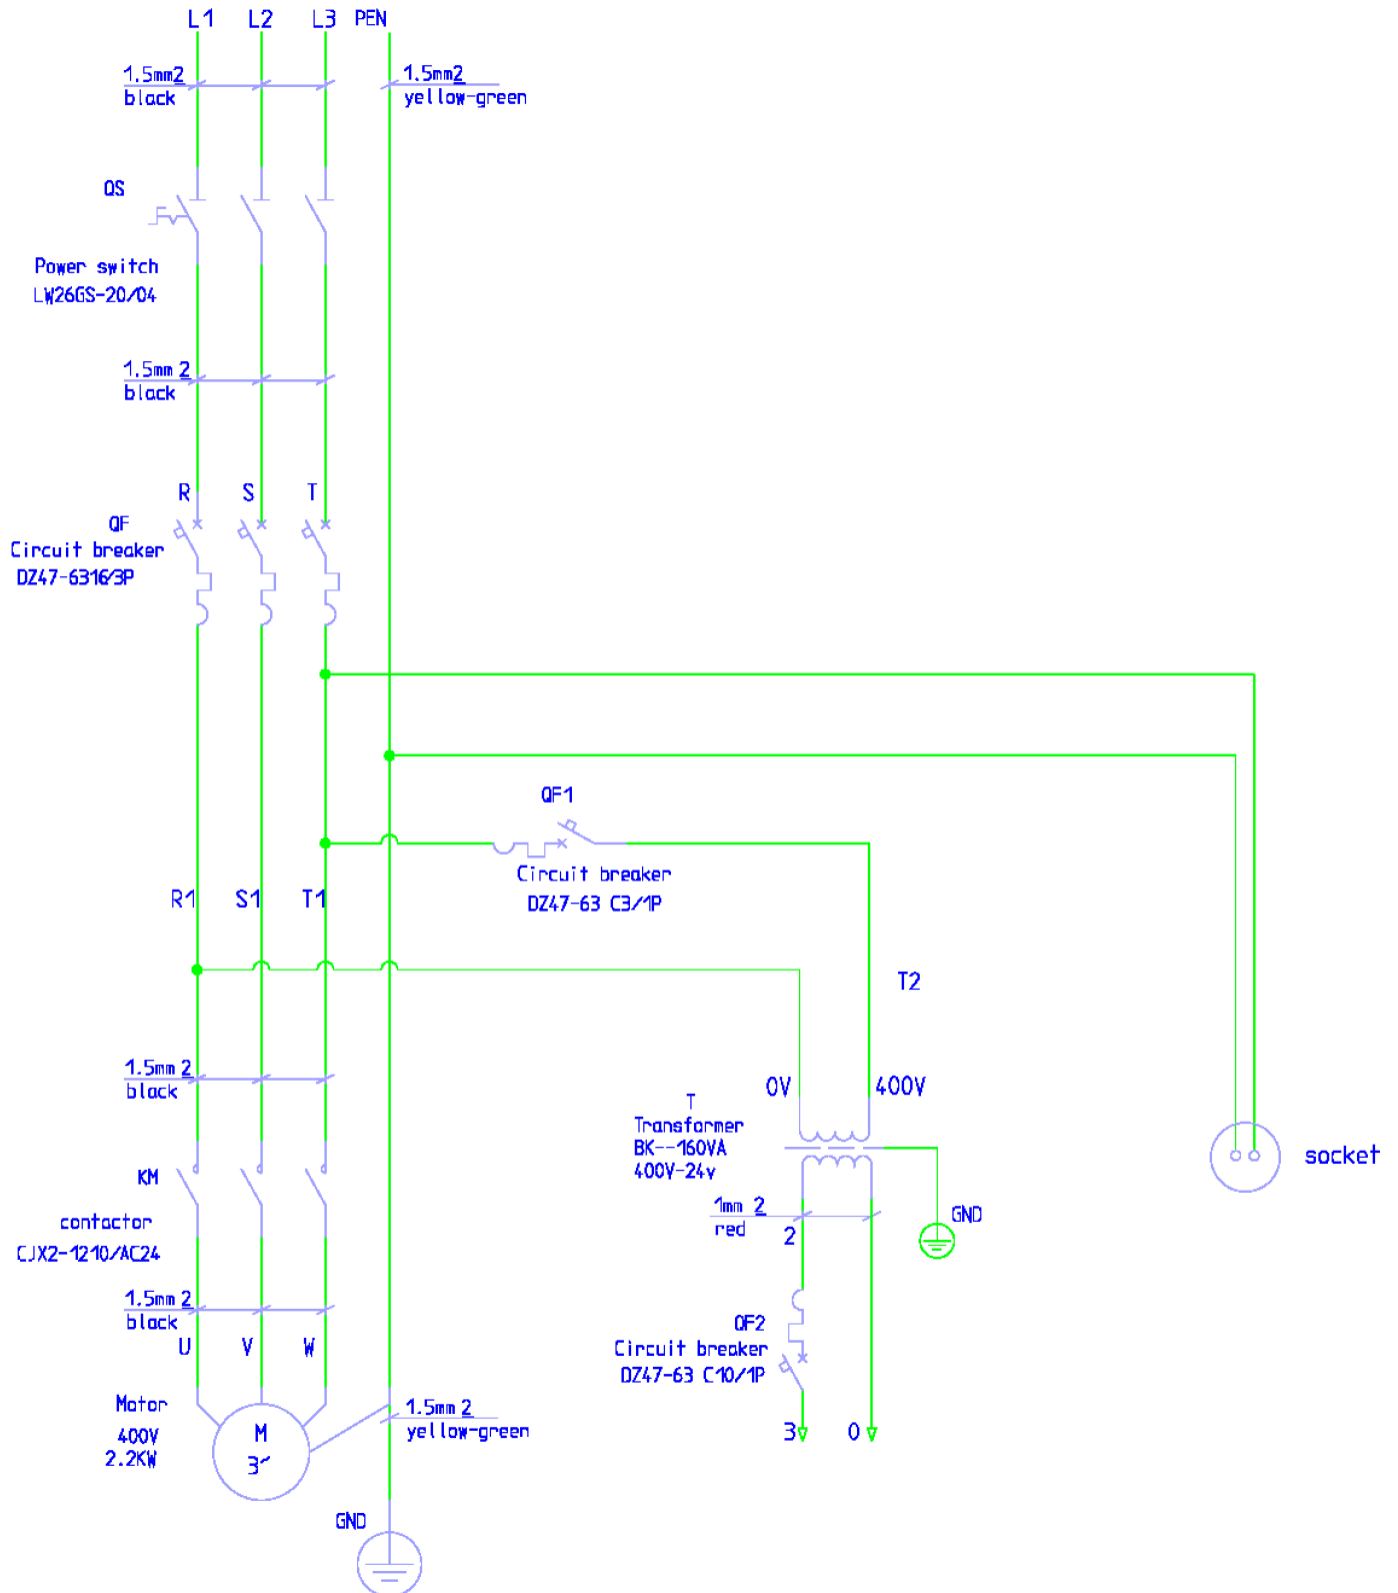 L1 L2 L3 PEN
1.5mm2
black
1.5mm2
yellow-green
QS
Power switch
LW26GS-20/04
1.5mm 2
black
R S T
QF
Circuit breaker
DZ47-6316/3P
QF1
Circuit breaker
DZ47-63 C3/1P
R1 S1 T1
T2
1.5mm 2
black
0V 400V
T
Transformer
BK--160VA
400V-24v
socket
KM
contactor
CJX2-1210/AC24
1mm 2
red
2
GND
1.5mm 2
black
U V W
QF2
Circuit breaker
DZ47-63 C10/1P
Motor
400V
2.2KW
M
3~
1.5mm 2
yellow-green
3 0
GND